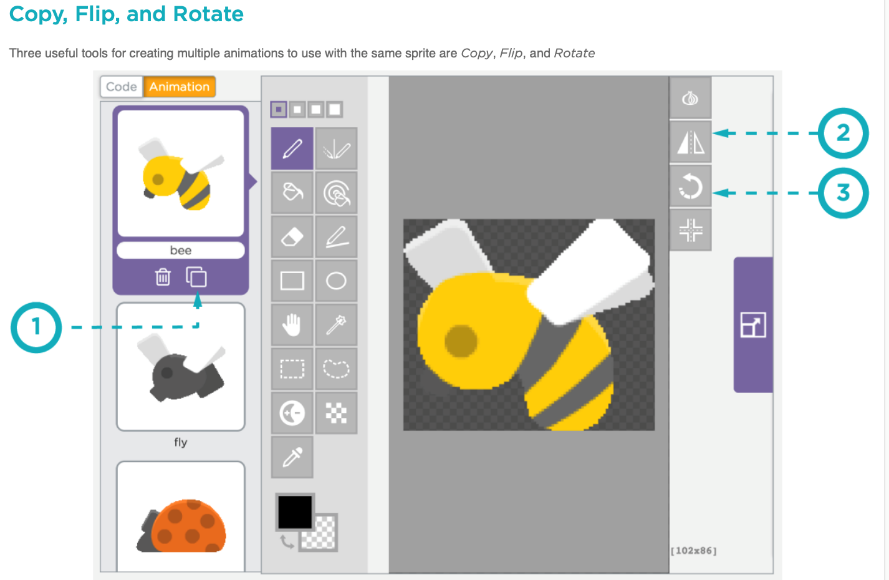 Copy, Flip, and Rotate
Three useful tools for creating multiple animations to use with the same sprite are Copy, Flip, and Rotate
Code Animation
2
3
bee
1
fly
[102x86]